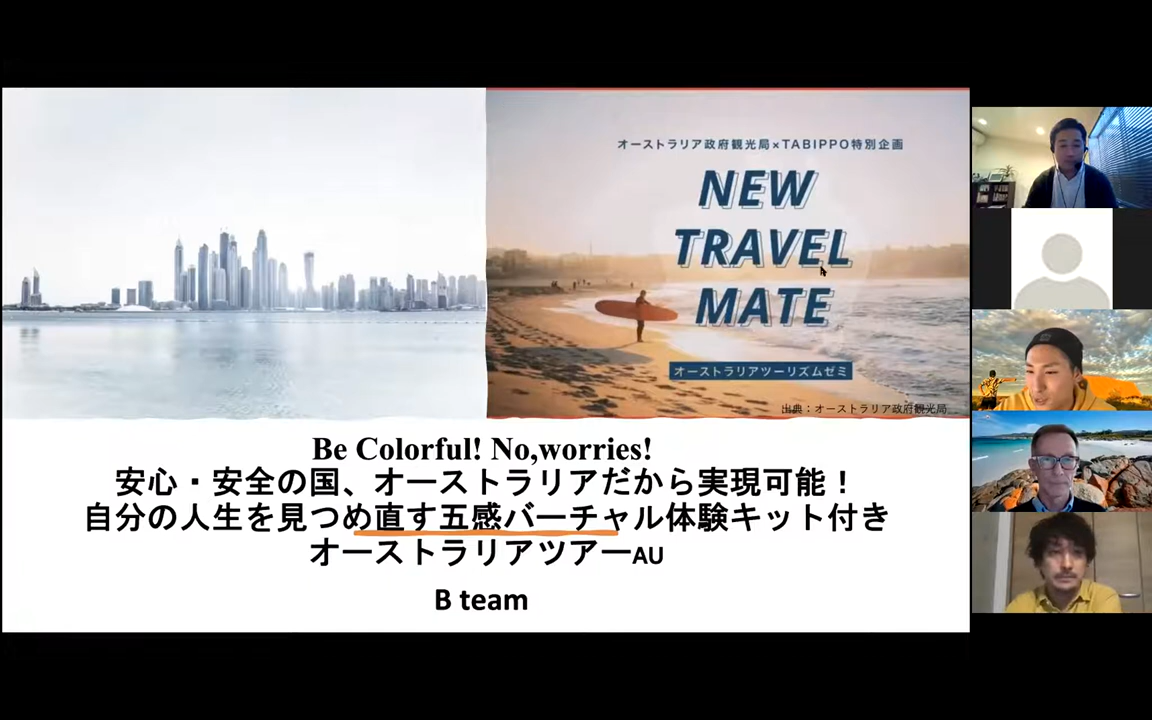 オーストラリア政府観光局×TABIPPO特別企画
NEW
TRAVEL
MATE
オーストラリアツーリズムゼミ
出典：オーストラリア政府観光局
Be Colorful! No,worries!
安心・安全の国、オーストラリアだから実現可能！
自分の人生を見つめ直す五感バーチャル体験キット付き
オーストラリアツアーAU
B team